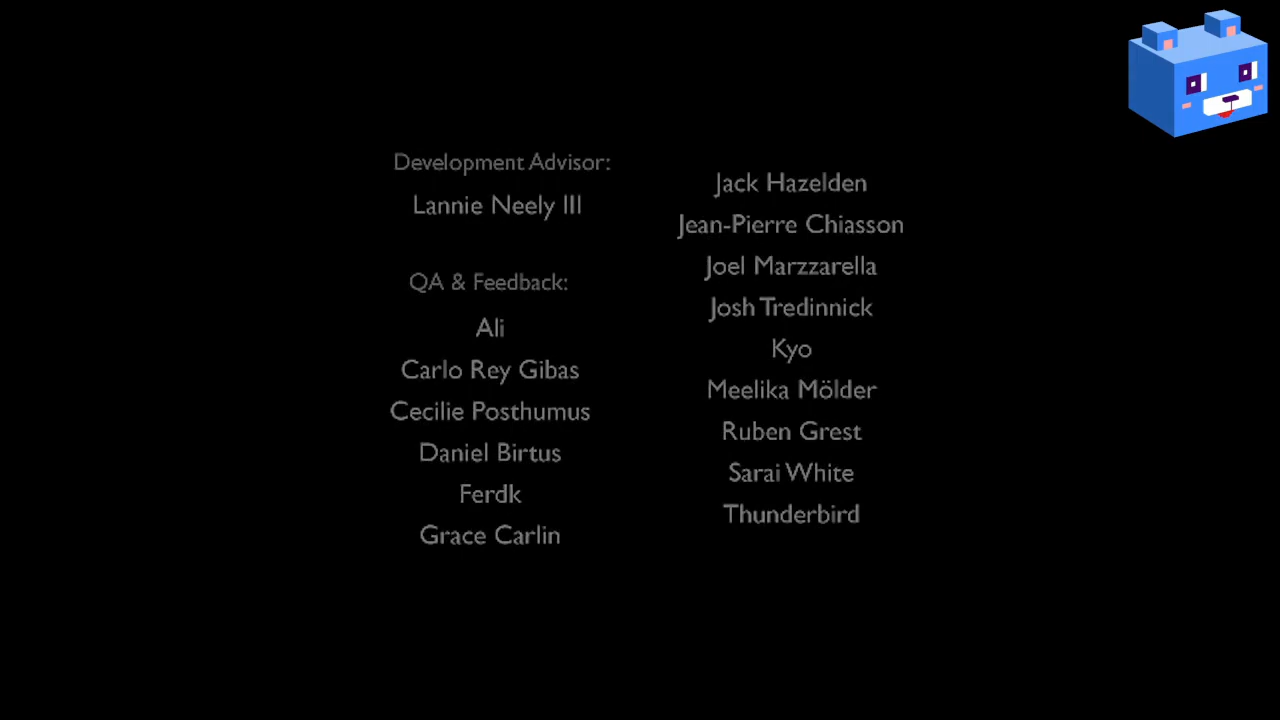 Development Advisor:
Lannie Neely III
QA & Feedback:
Ali
Carlo Rey Gibas
Cecilie Posthumus
Daniel Birtus
Ferdk
Grace Carlin
Jack Hazelden
Jean-Pierre Chiasson
Joel Marzzarella
Josh Tredinnick
Kyo
Meelika Mölder
Ruben Grest
Sarai White
Thunderbird